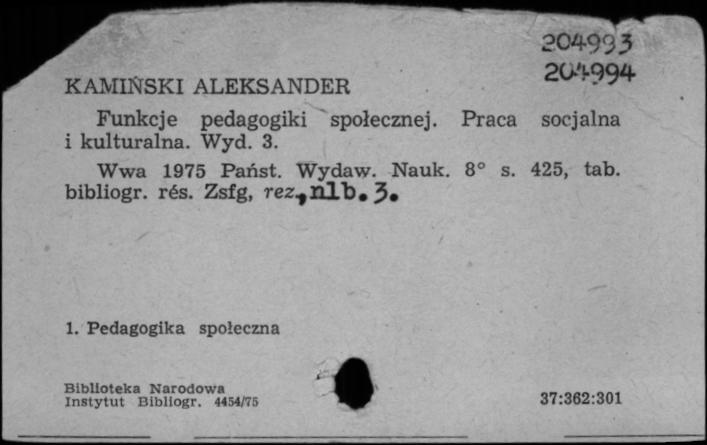 204993
204994
KAMIŃSKI ALEKSANDER
Funkcje pedagogiki społecznej. Praca socjalna
i kulturalna. Wyd. 3.
Wwa 1975 Państ. Wydaw. Nauk. 8° s. 425, tab.
bibliogr. rés. Zsfg, rez., nlb. 3.
1. Pedagogika społeczna
Biblioteka Narodowa
Instytut Bibliogr. 4454/75
37:362:301